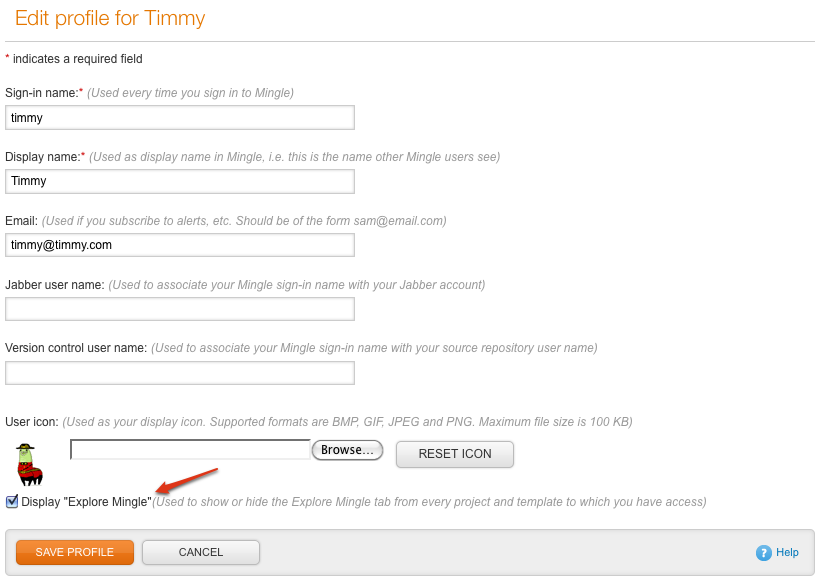 Edit profile for Timmy
* indicates a required field
Sign-in name:* (Used every time you sign in to Mingle)
timmy
Display name:* (Used as display name in Mingle, i.e. this is the name other Mingle users see)
Timmy
Email: (Used if you subscribe to alerts, etc. Should be of the form sam@email.com)
timmy@timmy.com
Jabber user name: (Used to associate your Mingle sign-in name with your Jabber account)
Version control user name: (Used to associate your Mingle sign-in name with your source repository user name)
User icon: (Used as your display icon. Supported formats are BMP, GIF, JPEG and PNG. Maximum file size is 100 KB)
Browse... RESET ICON
Display "Explore Mingle" (Used to show or hide the Explore Mingle tab from every project and template to which you have access)
SAVE PROFILE CANCEL ? Help